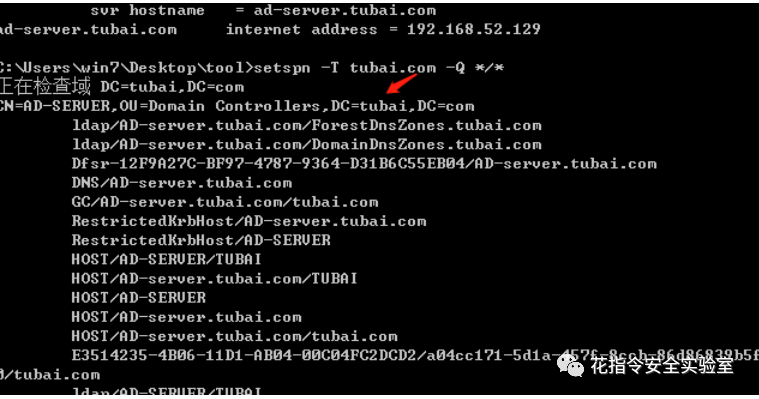 svr hostname = ad-server.tubai.com
ad-server.tubai.com internet address = 192.168.52.129
C:\Users\win7\Desktop\tool>setspn -T tubai.com -Q */*
正在检查域 DC=tubai,DC=com
CN=AD-SERVER,OU=Domain Controllers,DC=tubai,DC=com
ldap/AD-server.tubai.com/ForestDnsZones.tubai.com
ldap/AD-server.tubai.com/DomainDnsZones.tubai.com
Dfsr-12F9A27C-BF97-4787-9364-D31B6C55EB04/AD-server.tubai.com
DNS/AD-server.tubai.com
GC/AD-server.tubai.com/tubai.com
RestrictedKrbHost/AD-server.tubai.com
RestrictedKrbHost/AD-SERVER
HOST/AD-SERVER/TUBAI
HOST/AD-server.tubai.com/TUBAI
HOST/AD-SERVER
HOST/AD-server.tubai.com
HOST/AD-server.tubai.com/tubai.com
E3514235-4B06-11D1-AB04-00C04FC2DCD2/a04cc171-5d1a-457f-8ceb-86d86839b5f
/tubai.com
ldap/AD-SERVER/TUBAI
花指令安全实验室